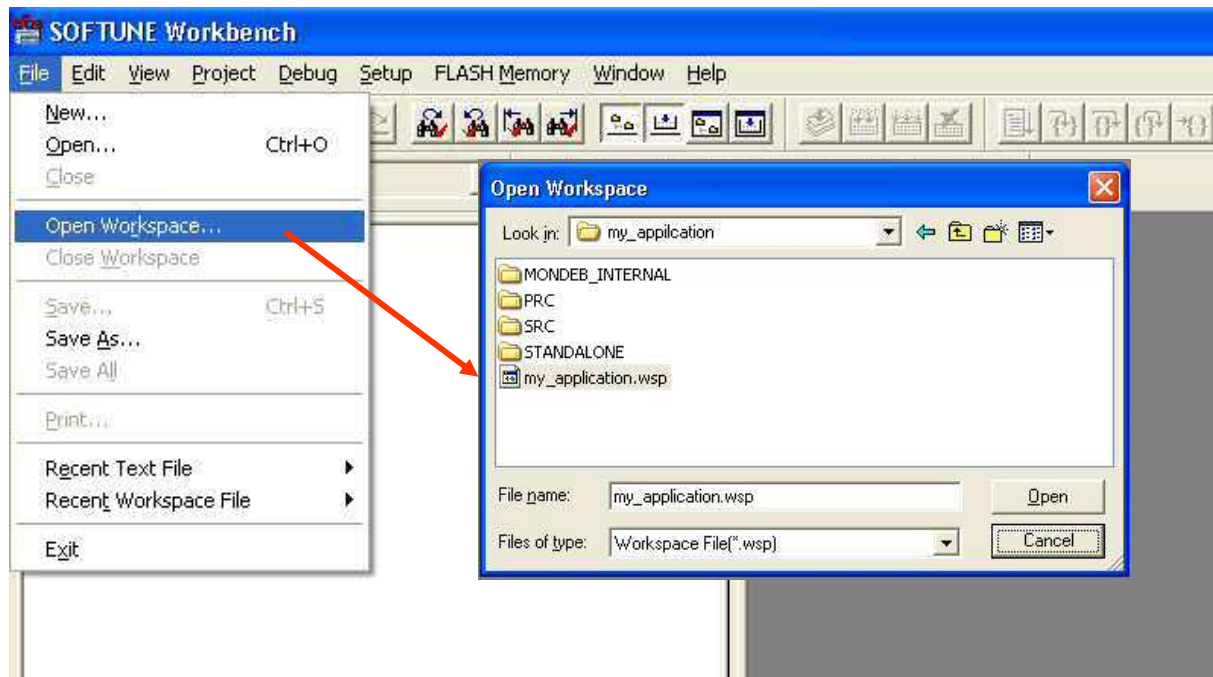 SOFTUNE Workbench
File Edit View Project Debug Setup FLASH Memory Window Help
New...
Open... Ctrl+O
Close
Open Workspace...
Close Workspace
Save... Ctrl+S
Save As...
Save All
Print...
Recent Text File
Recent Workspace File
Exit
Open Workspace
Look in: my_appilcation
MONDEB_INTERNAL
PRC
SRC
STANDALONE
my_application.wsp
File name: my_application.wsp Open
Files of type: Workspace File(*.wsp) Cancel